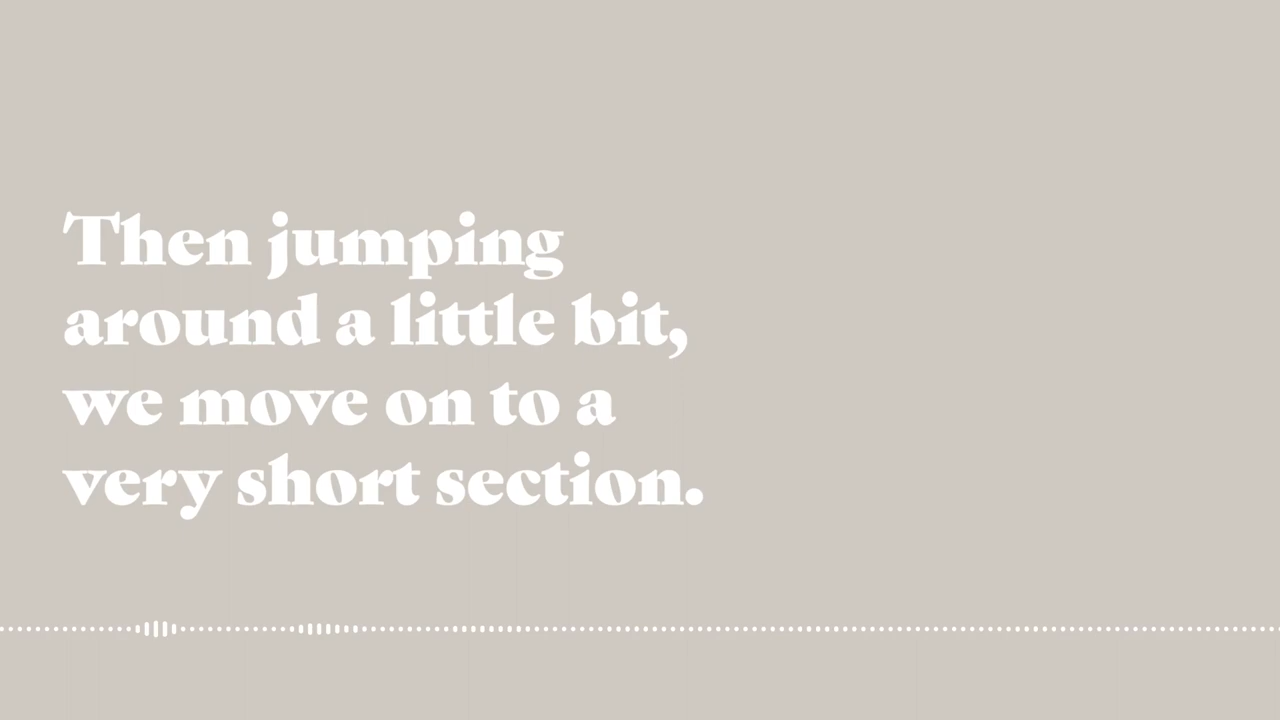 Then jumping
around a little bit,
we move on to a
very short section.